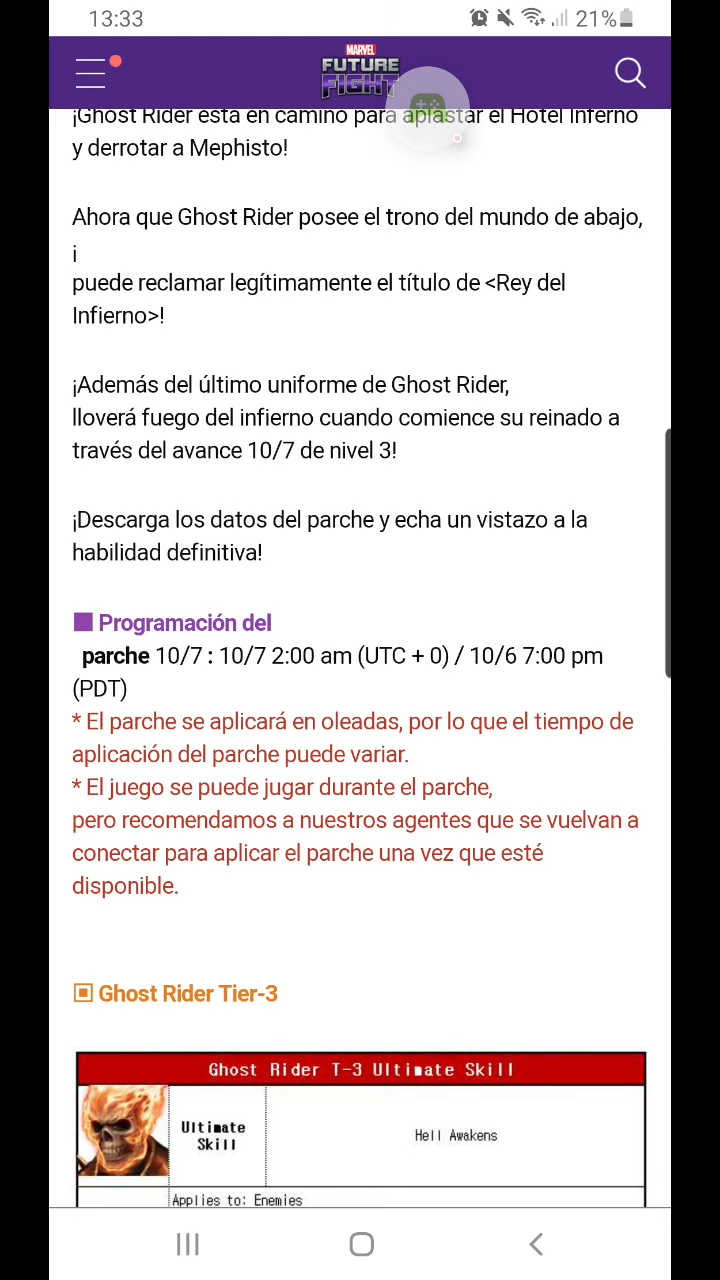 13:33
21%
MARVEL
FUTURE
FIGHT
¡Ghost Rider está en camino para aplastar el Hotel Inferno
y derrotar a Mephisto!
Ahora que Ghost Rider posee el trono del mundo de abajo,
¡
puede reclamar legítimamente el título de <Rey del
Infierno>!
¡Además del último uniforme de Ghost Rider,
lloverá fuego del infierno cuando comience su reinado a
través del avance 10/7 de nivel 3!
¡Descarga los datos del parche y echa un vistazo a la
habilidad definitiva!
Programación del
parche 10/7 : 10/7 2:00 am (UTC + 0) / 10/6 7:00 pm
(PDT)
* El parche se aplicará en oleadas, por lo que el tiempo de
aplicación del parche puede variar.
* El juego se puede jugar durante el parche,
pero recomendamos a nuestros agentes que se vuelvan a
conectar para aplicar el parche una vez que esté
disponible.
Ghost Rider Tier-3
Ghost Rider T-3 Ultimate Skill
Ultimate
Skill
Hell Awakens
Applies to: Enemies